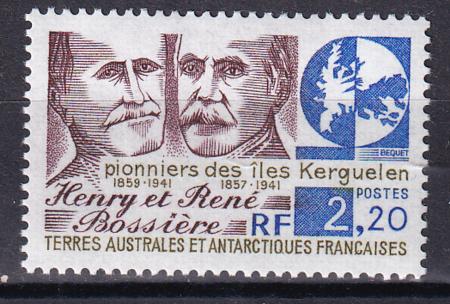 BEQUET
pionniers des îles Kerguelen
1859·1941 1857·1941 POSTES
Henry et René
Bossière RF 2,20
TERRES AUSTRALES ET ANTARCTIQUES FRANÇAISES